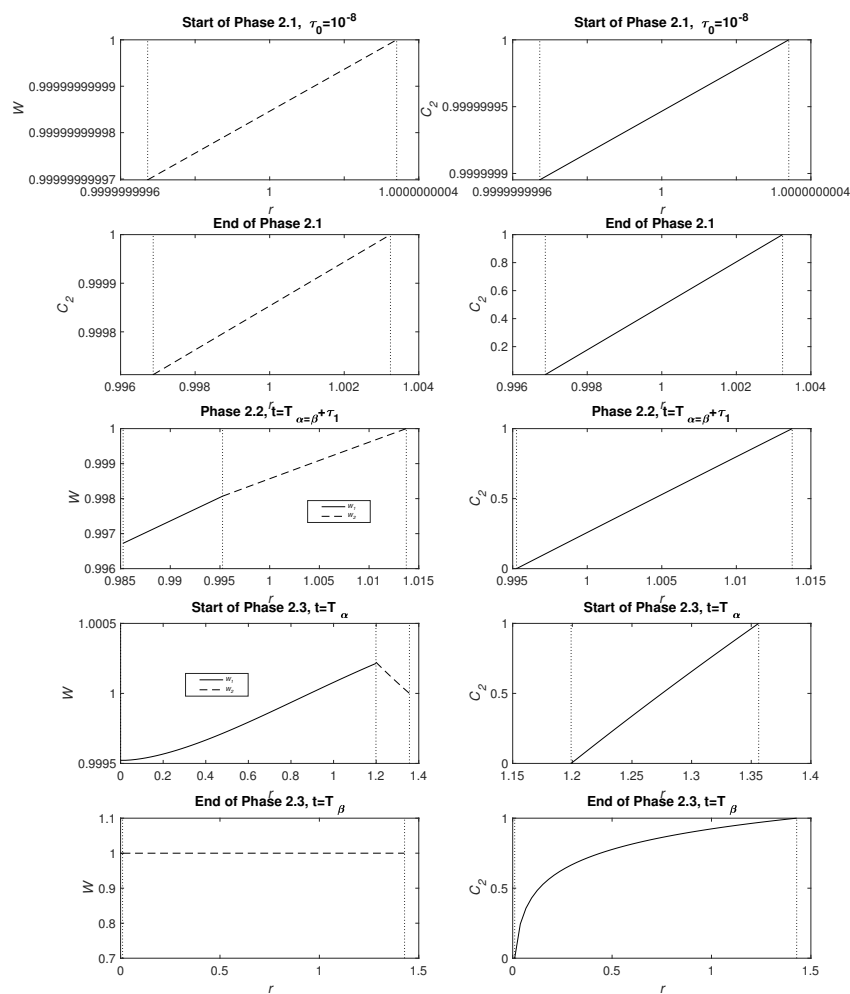 Start of Phase 2.1, τ0=10-8
1
0.99999999999
0.99999999998
0.99999999997
W
0.9999999996 1 1.0000000004
r
Start of Phase 2.1, τ0=10-8
1
0.99999995
0.9999999
C2
0.9999999996 1 1.0000000004
r
End of Phase 2.1
1
0.9999
0.9998
C2
0.996 0.998 1 1.002 1.004
r
End of Phase 2.1
1
0.8
0.6
0.4
0.2
C2
0.996 0.998 1 1.002 1.004
r
Phase 2.2, t=Tα=β+τ1
1
0.999
0.998
0.997
0.996
W
W1
W2
0.985 0.99 0.995 1 1.005 1.01 1.015
r
Phase 2.2, t=Tα=β+τ1
1
0.5
0
C2
0.995 1 1.005 1.01 1.015
r
Start of Phase 2.3, t=Tα
1.0005
1
0.9995
W
W1
W2
0 0.2 0.4 0.6 0.8 1 1.2 1.4
r
Start of Phase 2.3, t=Tα
1
0.5
0
C2
1.15 1.2 1.25 1.3 1.35 1.4
r
End of Phase 2.3, t=Tβ
1.1
1
0.9
0.8
0.7
W
0 0.5 1 1.5
r
End of Phase 2.3, t=Tβ
1
0.5
0
C2
0 0.5 1 1.5
r